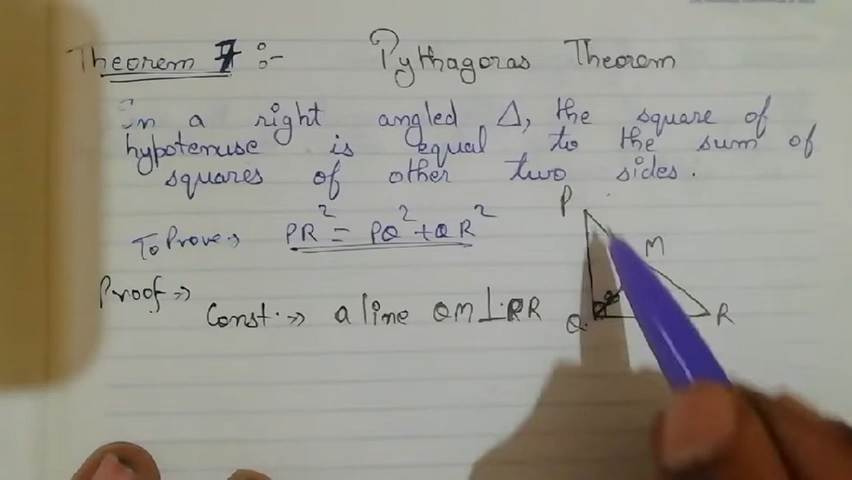 Theorem 7 :-  Pythagoras Theorem
In a right angled Δ, the square of
hypotenuse is equal to the sum of
squares of other two sides.
To Prove:→ PR² = PQ² + QR²
Proof →
Const. :→ a line QM ⊥ PR
P
M
Q
R